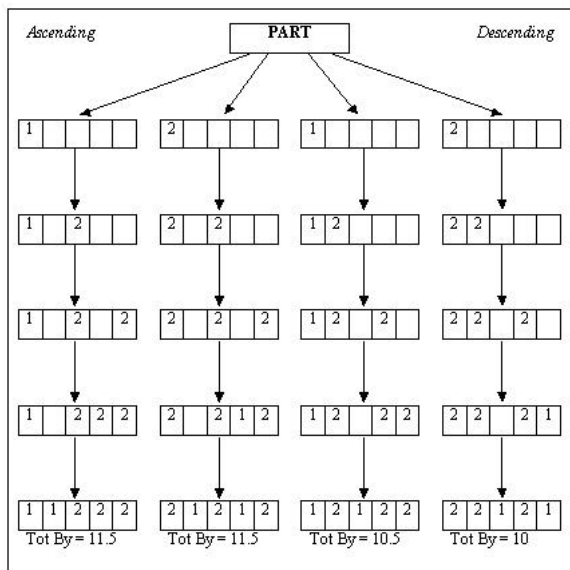 Ascending PART Descending
1 2 1 2
1 2 2 2 1 2 2 2
1 2 2 2 2 2 1 2 2 2 2 2
1 2 2 2 2 2 1 2 1 2 2 2 2 2 2 1
1 1 2 2 2 2 1 2 1 2 1 2 1 2 2 2 2 1 2 1
Tot By = 11.5 Tot By = 11.5 Tot By = 10.5 Tot By = 10